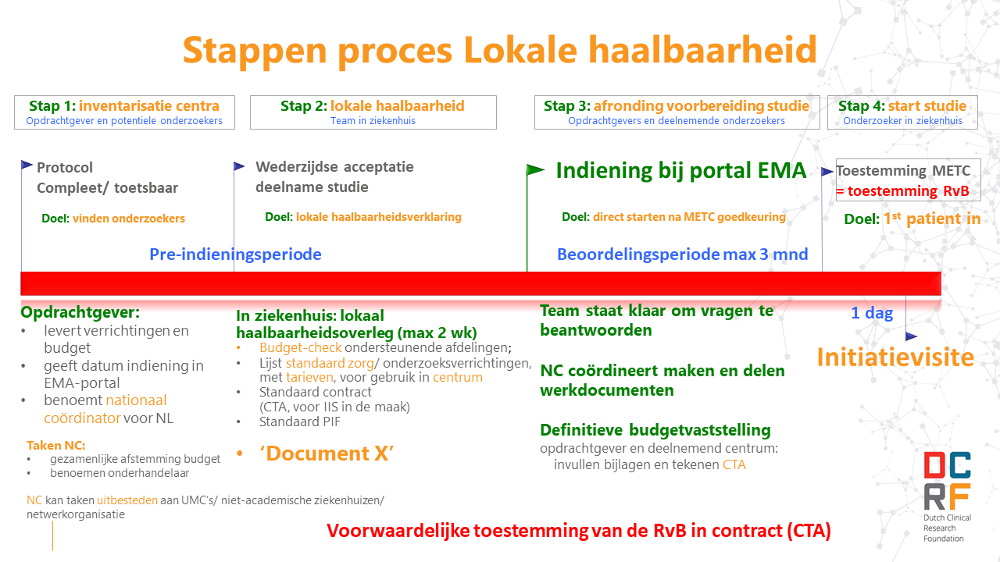 Stappen proces Lokale haalbaarheid
Stap 1: inventarisatie centra
Opdrachtgever en potentiele onderzoekers
Stap 2: lokale haalbaarheid
Team in ziekenhuis
Stap 3: afronding voorbereiding studie
Opdrachtgevers en deelnemende onderzoekers
Stap 4: start studie
Onderzoeker in ziekenhuis
Protocol
Compleet/ toetsbaar
Doel: vinden onderzoekers
Wederzijdse acceptatie
deelname studie
Doel: lokale haalbaarheidsverklaring
Indiening bij portal EMA
Doel: direct starten na METC goedkeuring
Toestemming METC
= toestemming RvB
Doel: 1st patient in
Pre-indieningsperiode
Beoordelingsperiode max 3 mnd
Opdrachtgever:
• levert verrichtingen en
budget
• geeft datum indiening in
EMA-portal
• benoemt nationaal
coördinator voor NL
Taken NC:
• gezamenlijke afstemming budget
• benoemen onderhandelaar
NC kan taken uitbesteden aan UMC's/ niet-academische ziekenhuizen/
netwerkorganisatie
In ziekenhuis: lokaal
haalbaarheidsoverleg (max 2 wk)
• Budget-check ondersteunende afdelingen;
• Lijst standaard zorg/ onderzoeksverrichtingen,
met tarieven, voor gebruik in centrum
• Standaard contract
(CTA, voor IIS in de maak)
• Standaard PIF
• ‘Document X’
Team staat klaar om vragen te
beantwoorden
NC coördineert maken en delen
werkdocumenten
Definitieve budgetvaststelling
opdrachtgever en deelnemend centrum:
invullen bijlagen en tekenen CTA
1 dag
Initiatievisite
Voorwaardelijke toestemming van de RvB in contract (CTA)
DC
RF
Dutch Clinical
Research
Foundation